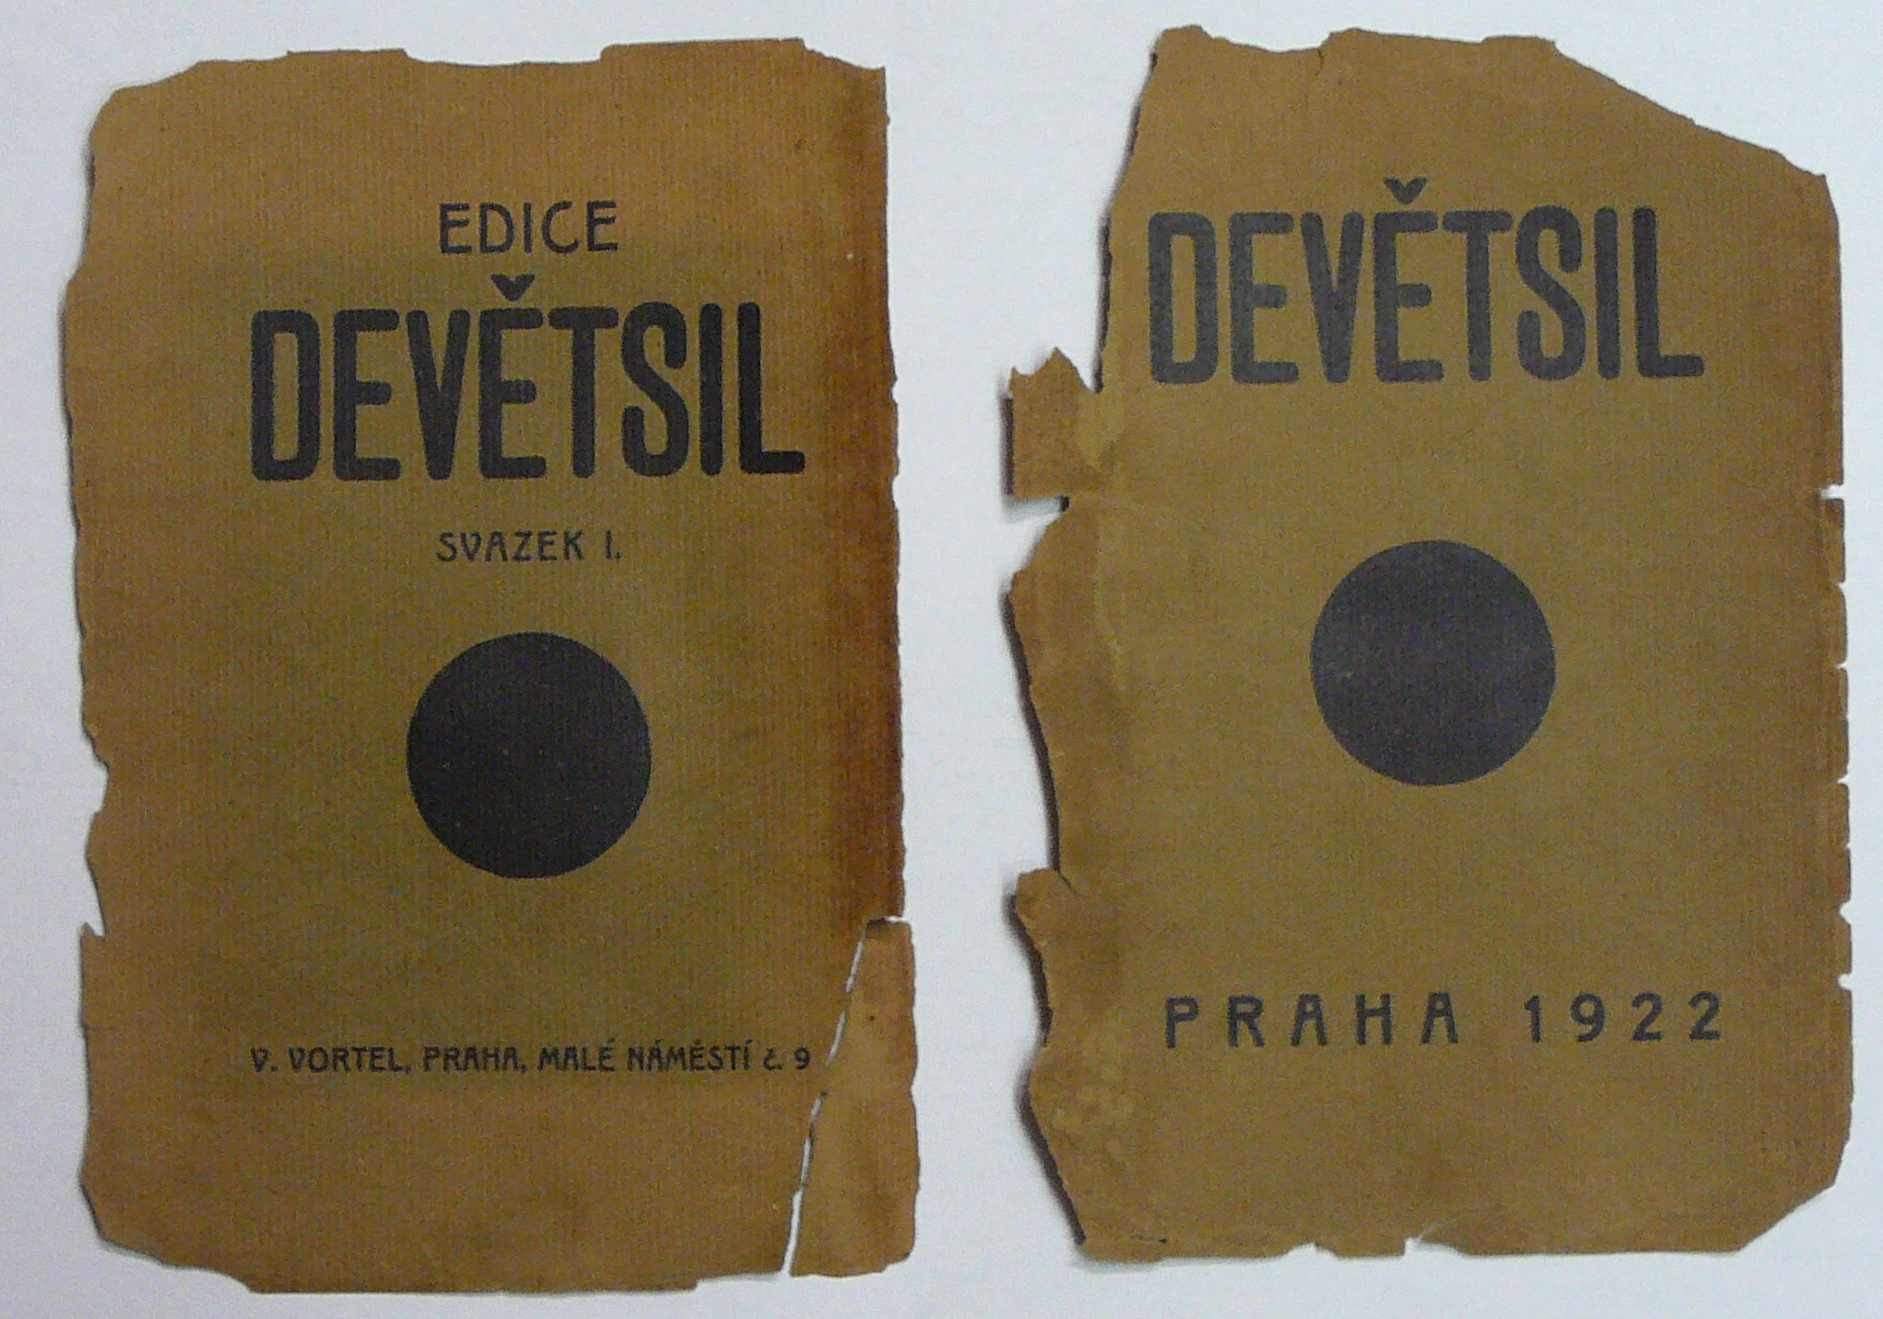 EDICE
DEVĚTSIL
SVAZEK I.
V. VORTEL, PRAHA, MALÉ NÁMĚSTÍ č. 9
DEVĚTSIL
PRAHA 1922